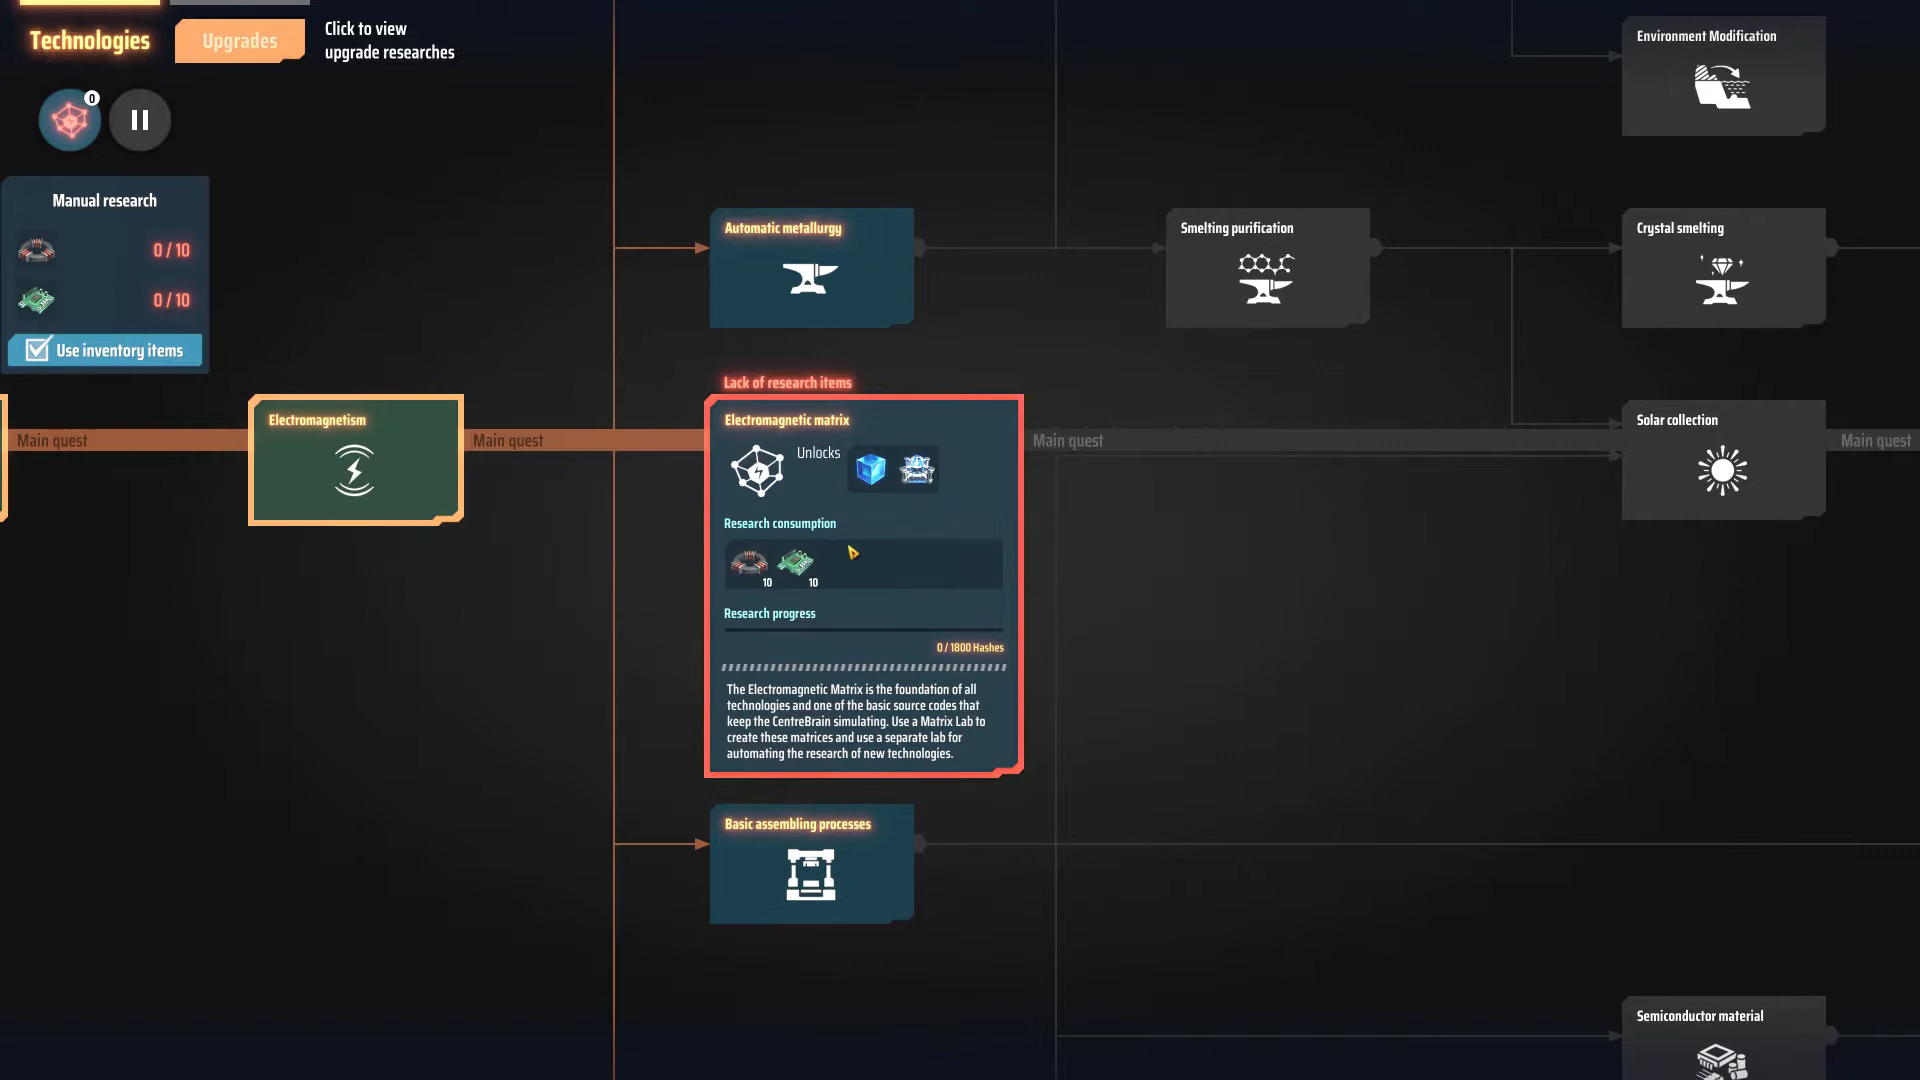 Technologies
Upgrades
Click to view
upgrade researches
0
Manual research
0 / 10
0 / 10
Use inventory items
Main quest
Electromagnetism
Main quest
Automatic metallurgy
Lack of research items
Electromagnetic matrix
Unlocks
Research consumption
10
10
Research progress
0 / 1800 Hashes
The Electromagnetic Matrix is the foundation of all
technologies and one of the basic source codes that
keep the CentreBrain simulating. Use a Matrix Lab to
create these matrices and use a separate lab for
automating the research of new technologies.
Basic assembling processes
Main quest
Smelting purification
Environment Modification
Crystal smelting
Solar collection
Main quest
Semiconductor material